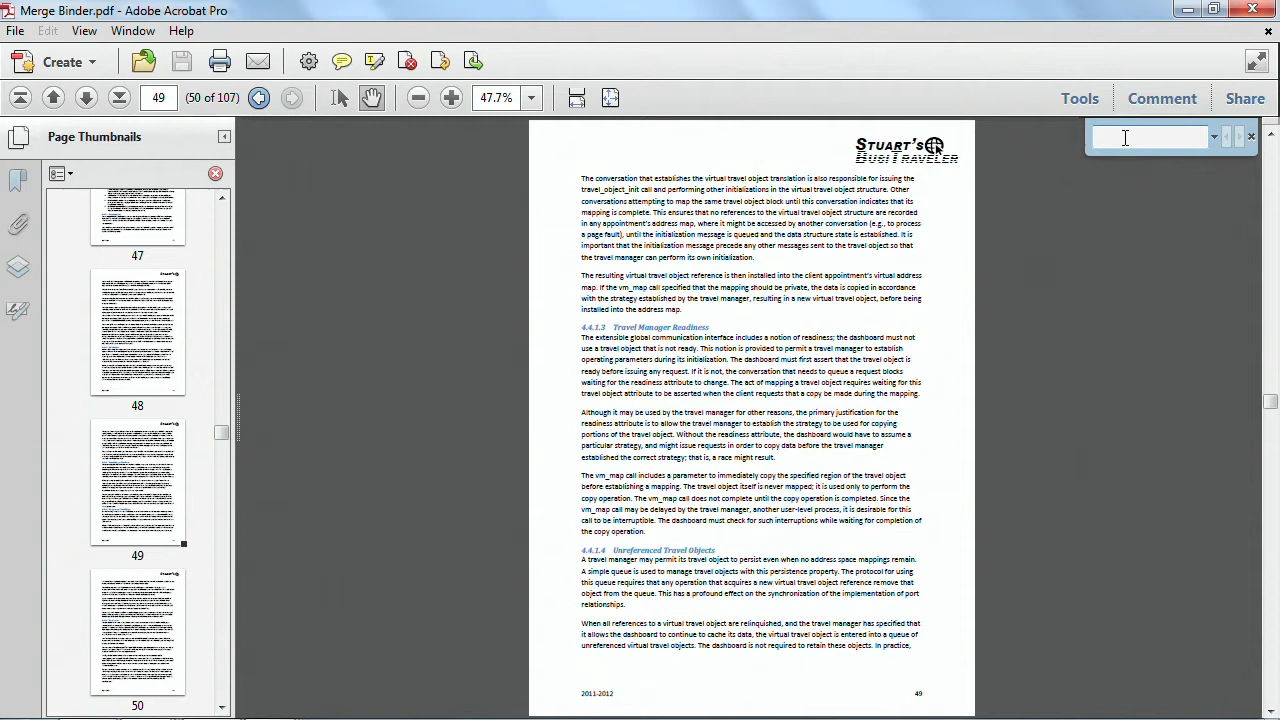 Merge Binder.pdf - Adobe Acrobat Pro
File Edit View Window Help
Create
49 (50 of 107) 47.7% Tools Comment Share
Page Thumbnails
47
48
49
50
STUART'S
BUSITRAVELER
The conversation that establishes the virtual travel object translation is also responsible for issuing the
travel_object_init call and performing other initializations in the virtual travel object structure. Other
conversations attempting to map the same travel object block until this conversation indicates that its
mapping is complete. This ensures that no references to the virtual travel object structure are recorded
in any appointment's address map, where it might be accessed by another conversation (e.g., to process
a page fault), until the initialization message is queued and the data structure state is established. It is
important that the initialization message precede any other messages sent to the travel object so that
the travel manager can perform its own initialization.
The resulting virtual travel object reference is then installed into the client appointment's virtual address
map. If the vm_map call specified that the mapping should be private, the data is copied in accordance
with the strategy established by the travel manager, resulting in a new virtual travel object, before being
installed into the address map.
4.4.1.3 Travel Manager Readiness
The extensible global communication interface includes a notion of readiness; the dashboard must not
use a travel object that is not ready. This notion is provided to permit a travel manager to establish
operating parameters during its initialization. The dashboard must first assert that the travel object is
ready before issuing any request. If it is not, the conversation that needs to queue a request blocks
waiting for the readiness attribute to change. The act of mapping a travel object requires waiting for this
travel object attribute to be asserted when the client requests that a copy be made during the mapping.
Although it may be used by the travel manager for other reasons, the primary justification for the
readiness attribute is to allow the travel manager to establish the strategy to be used for copying
portions of the travel object. Without the readiness attribute, the dashboard would have to assume a
particular strategy, and might issue requests in order to copy data before the travel manager
established the correct strategy; that is, a race might result.
The vm_map call includes a parameter to immediately copy the specified region of the travel object
before establishing a mapping. The travel object itself is never mapped; it is used only to perform the
copy operation. The vm_map call does not complete until the copy operation is completed. Since the
vm_map call may be delayed by the travel manager, another user-level process, it is desirable for this
call to be interruptible. The dashboard must check for such interruptions while waiting for completion of
the copy operation.
4.4.1.4 Unreferenced Travel Objects
A travel manager may permit its travel object to persist even when no address space mappings remain.
A simple queue is used to manage travel objects with this persistence property. The protocol for using
this queue requires that any operation that acquires a new virtual travel object reference remove that
object from the queue. This has a profound effect on the synchronization of the implementation of port
relationships.
When all references to a virtual travel object are relinquished, and the travel manager has specified that
it allows the dashboard to continue to cache its data, the virtual travel object is entered into a queue of
unreferenced virtual travel objects. The dashboard is not required to retain these objects. In practice,
2011-2012 49